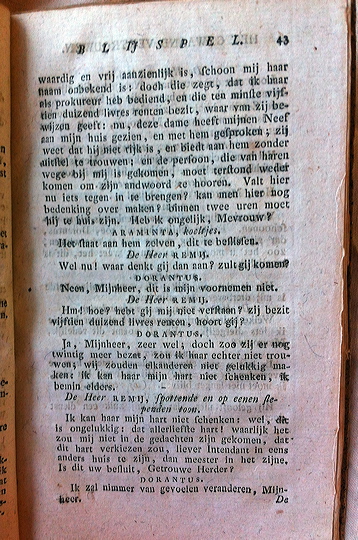 BLIJSPEL. 43
waardig en vrij aanzienlijk is, schoon mij haar
naam onbekend is: doch die zegt, dat ik haar
als prokureur heb bediend, en die ten minste vijf-
tien duizend livres renten bezit, waar van zij be-
wijzen geeft: nu, deze dame heeft mijnen Neef
aan mijn huis gezien, en met hem gesproken; zij
weet dat hij niet rijk is, en biedt aan hem zonder
uitstel te trouwen: en de persoon, die van haren
wege bij mij is gekomen, moet terstond weder
komen om zijn andwoord te hooren. Valt hier
nu iets tegen in te brengen? kan men hier nog
bedenking over maken? binnen twee uren moet
hij te huis zijn. Heb ik ongelijk, Mevrouw?
ARAMINTA, koeltjes.
Het staat aan hem zelven, dit te beslissen.
De Heer REMIJ.
Wel nu! waar denkt gij dan aan? zult gij komen?
DORANTUS.
Neen, Mijnheer, dit is mijn voornemen niet.
De Heer REMIJ.
Hm! hoe? hebt gij mij niet verstaan? zij bezit
vijftien duizend livres renten, hoort gij?
DORANTUS.
Ja, Mijnheer, zeer wel; doch zoo zij er nog
twintig meer bezat, zou ik haar echter niet trou-
wen; wij zouden elkanderen niet gelukkig ma-
ken: ik kan haar mijn hart niet schenken, ik
bemin elders.
De Heer REMIJ, spottende en op eenen sle-
penden toon.
Ik kan haar mijn hart niet schenken: wel, dit
is ongelukkig: dat allerliefste hart! waarlijk het
zou mij niet in de gedachten zijn gekomen, dat
dit hart verkiezen zou, liever Intendant in eens
anders huis te zijn, dan meester in het zijne.
Is dit uw besluit, Getrouwe Herder?
DORANTUS.
Ik zal nimmer van gevoelen veranderen, Mijn-
heer. De